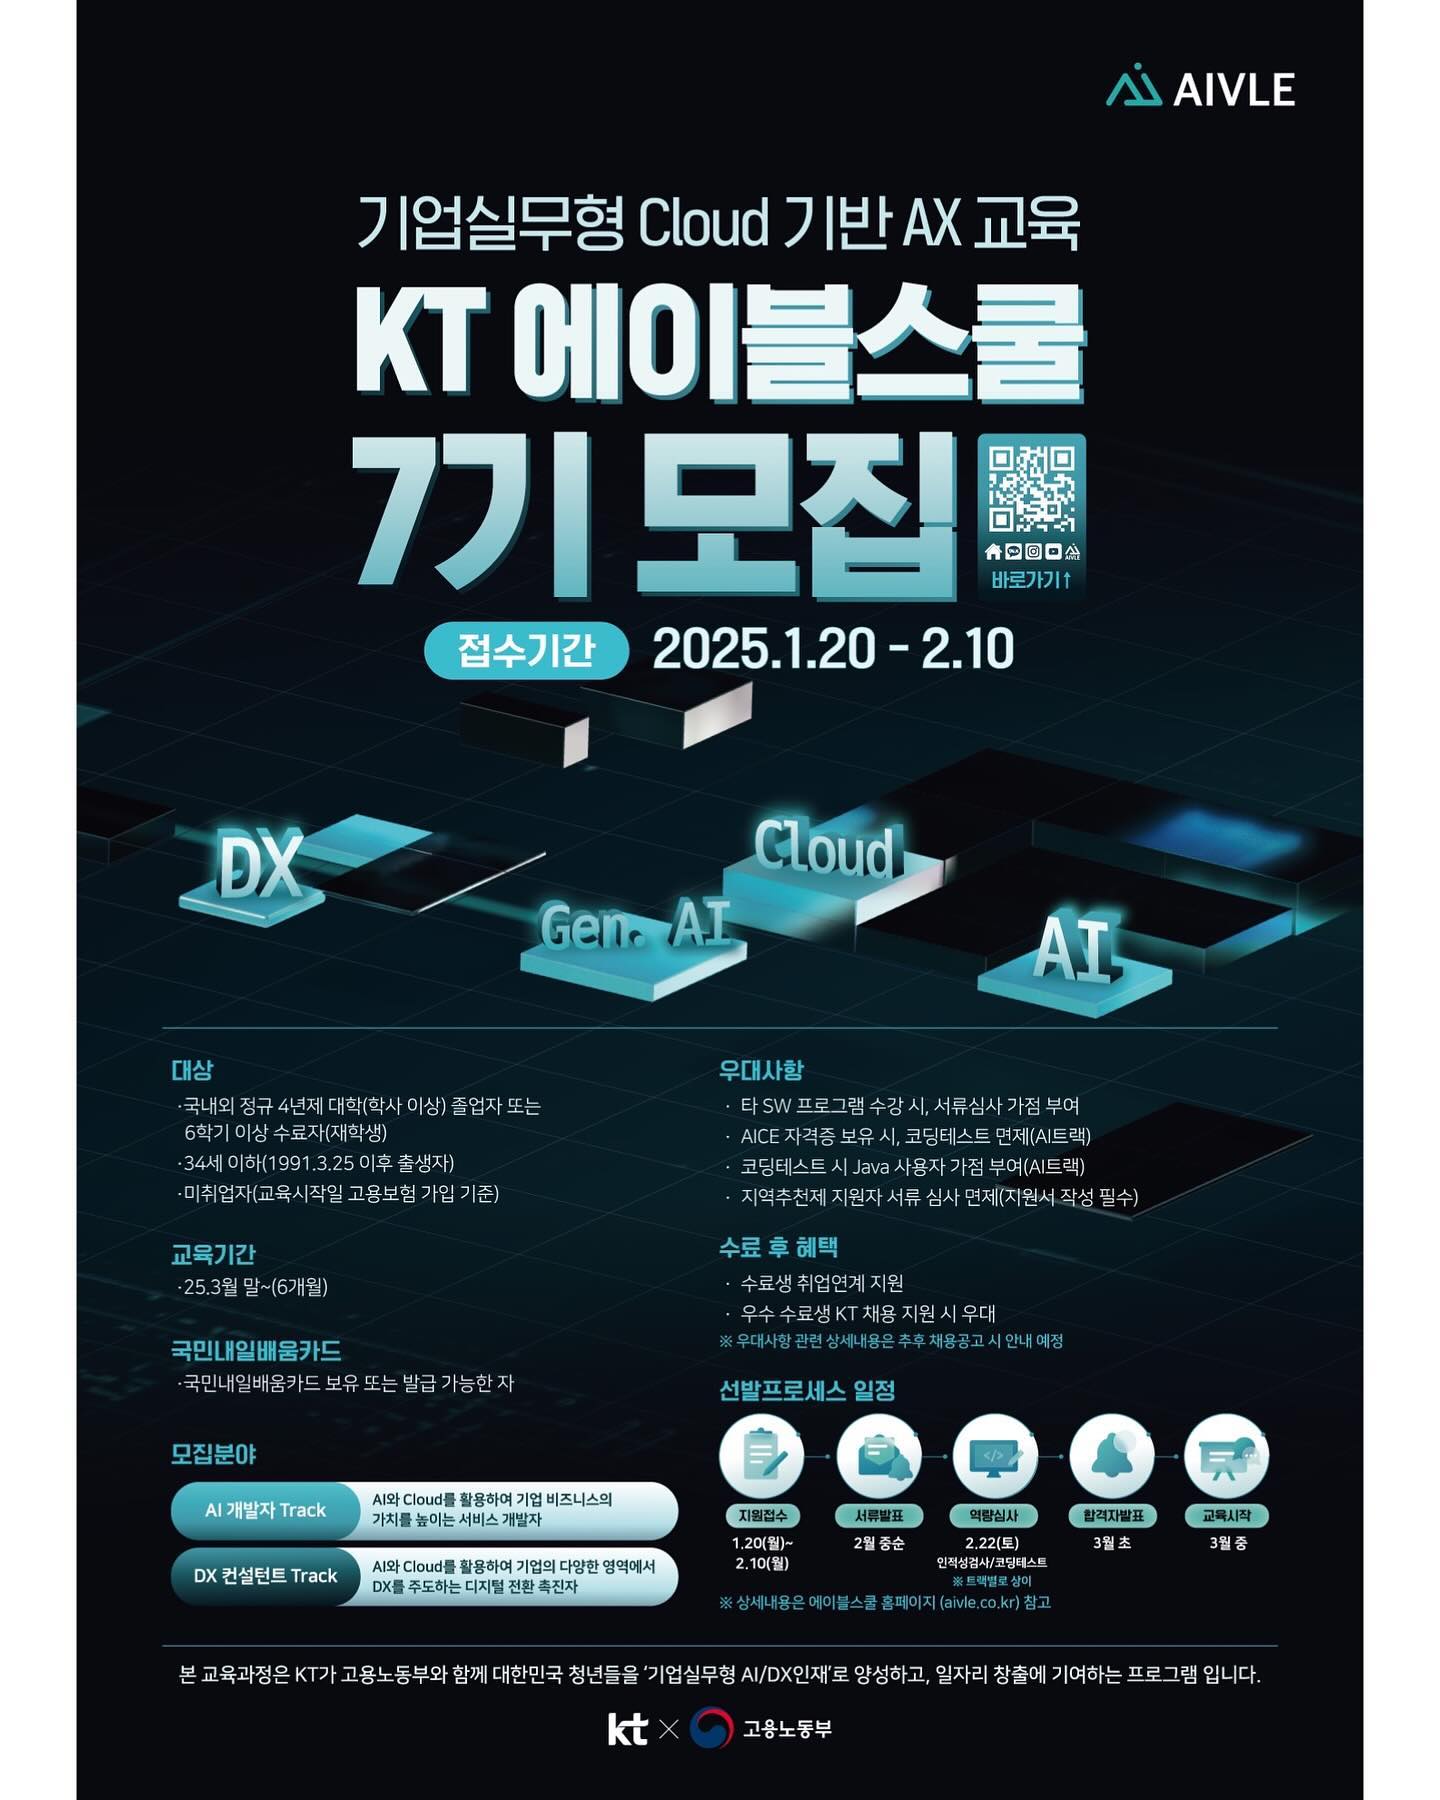 AIVLE
기업실무형 Cloud 기반 AX 교육
KT 에이블스쿨
7기 모집
바로가기↑
접수기간 2025.1.20 - 2.10
DX
Gen. AI
Cloud
AI
대상
·국내외 정규 4년제 대학(학사 이상) 졸업자 또는
6학기 이상 수료자(재학생)
·34세 이하(1991.3.25 이후 출생자)
·미취업자(교육시작일 고용보험 가입 기준)
교육기간
·25.3월 말~(6개월)
국민내일배움카드
·국민내일배움카드 보유 또는 발급 가능한 자
모집분야
AI 개발자 Track
AI와 Cloud를 활용하여 기업 비즈니스의
가치를 높이는 서비스 개발자
DX 컨설턴트 Track
AI와 Cloud를 활용하여 기업의 다양한 영역에서
DX를 주도하는 디지털 전환 촉진자
우대사항
· 타 SW 프로그램 수강 시, 서류심사 가점 부여
· AICE 자격증 보유 시, 코딩테스트 면제(AI트랙)
· 코딩테스트 시 Java 사용자 가점 부여(AI트랙)
· 지역추천제 지원자 서류 심사 면제(지원서 작성 필수)
수료 후 혜택
· 수료생 취업연계 지원
· 우수 수료생 KT 채용 지원 시 우대
※ 우대사항 관련 상세내용은 추후 채용공고 시 안내 예정
선발프로세스 일정
지원접수 서류발표 역량심사 합격자발표 교육시작
1.20(월)~ 2월 중순 2.22(토) 3월 초 3월 중
2.10(월) 인적성검사/코딩테스트
※ 트랙별로 상이
※ 상세내용은 에이블스쿨 홈페이지 (aivle.co.kr) 참고
본 교육과정은 KT가 고용노동부와 함께 대한민국 청년들을 '기업실무형 AI/DX인재'로 양성하고, 일자리 창출에 기여하는 프로그램 입니다.
kt × 고용노동부